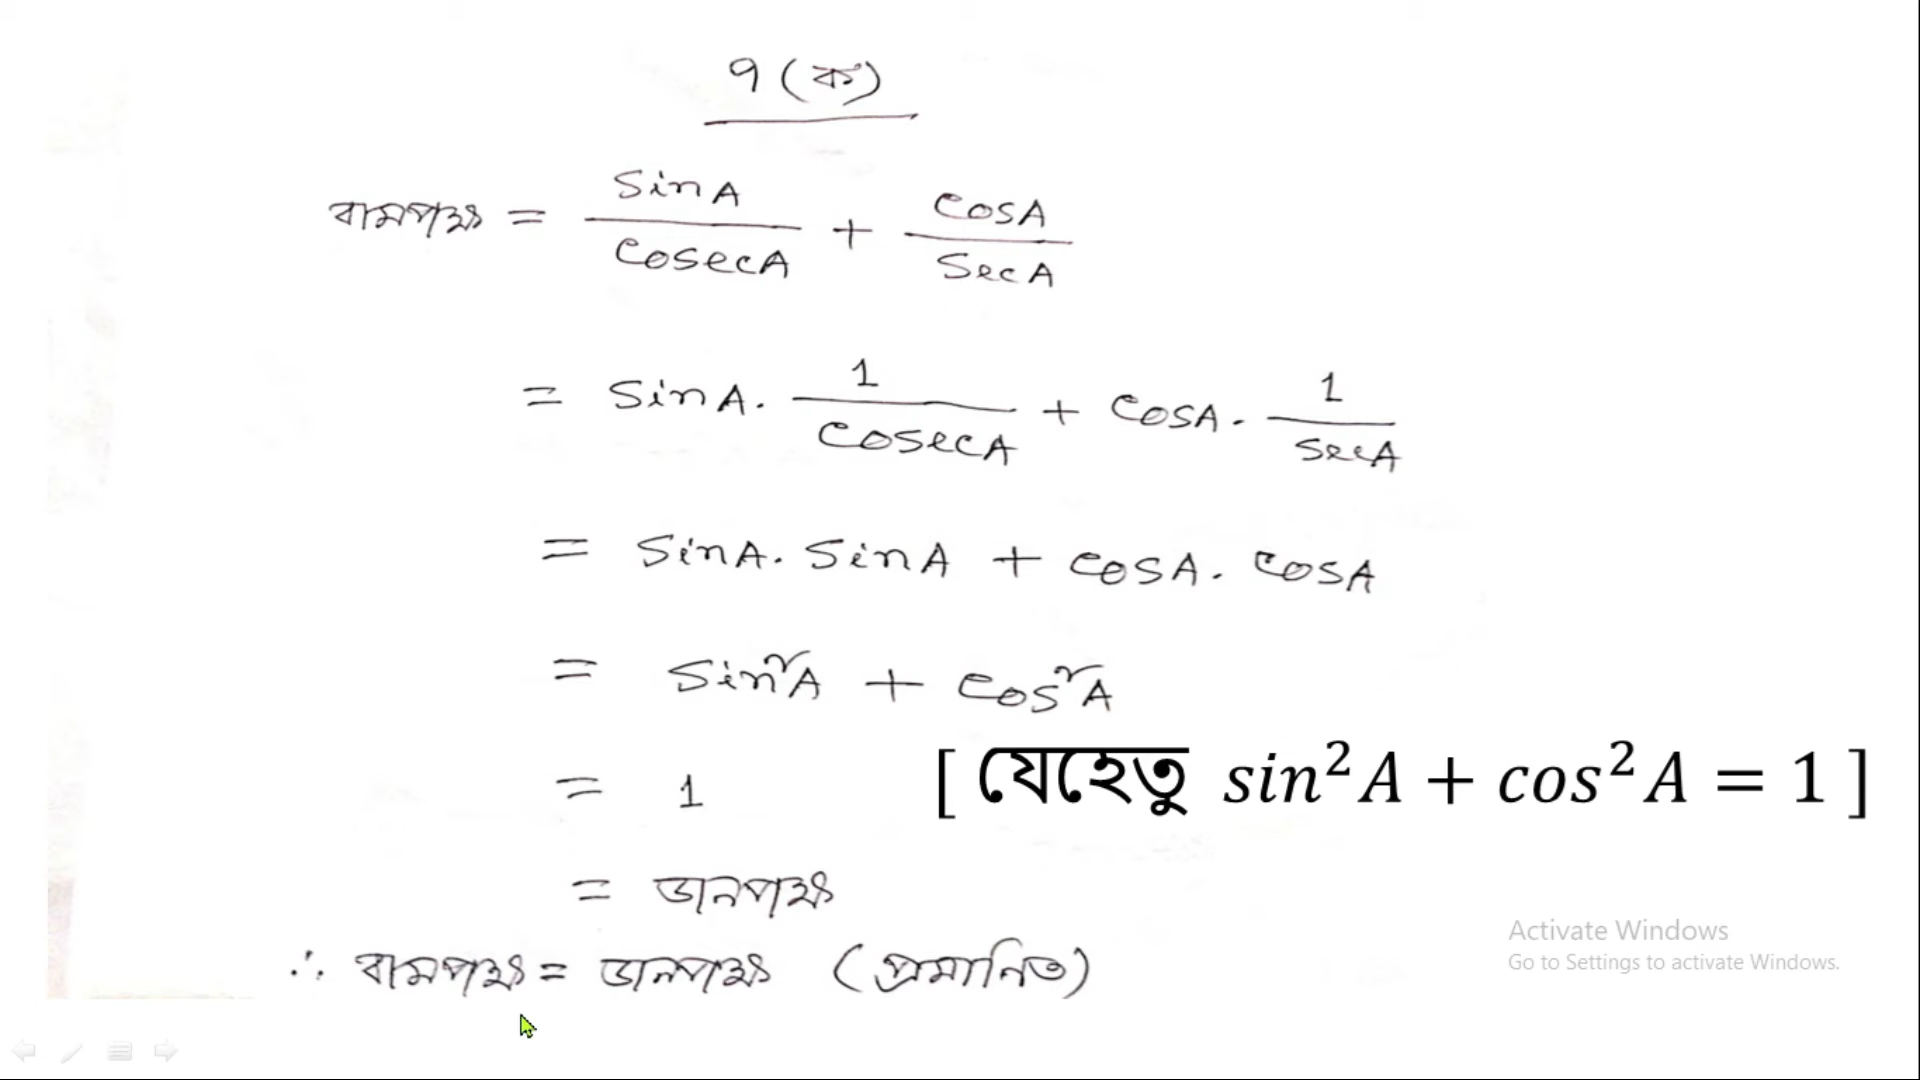 ৭ (ক)
বামপক্ষ = sinA/cosecA + cosA/secA
= sinA. 1/cosecA + cosA. 1/secA
= sinA. sinA + cosA. cosA
= sin²A + cos²A
= 1 [ যেহেতু sin²A + cos²A = 1 ]
= ডানপক্ষ
∴ বামপক্ষ = ডানপক্ষ (প্রমানিত)
Activate Windows
Go to Settings to activate Windows.